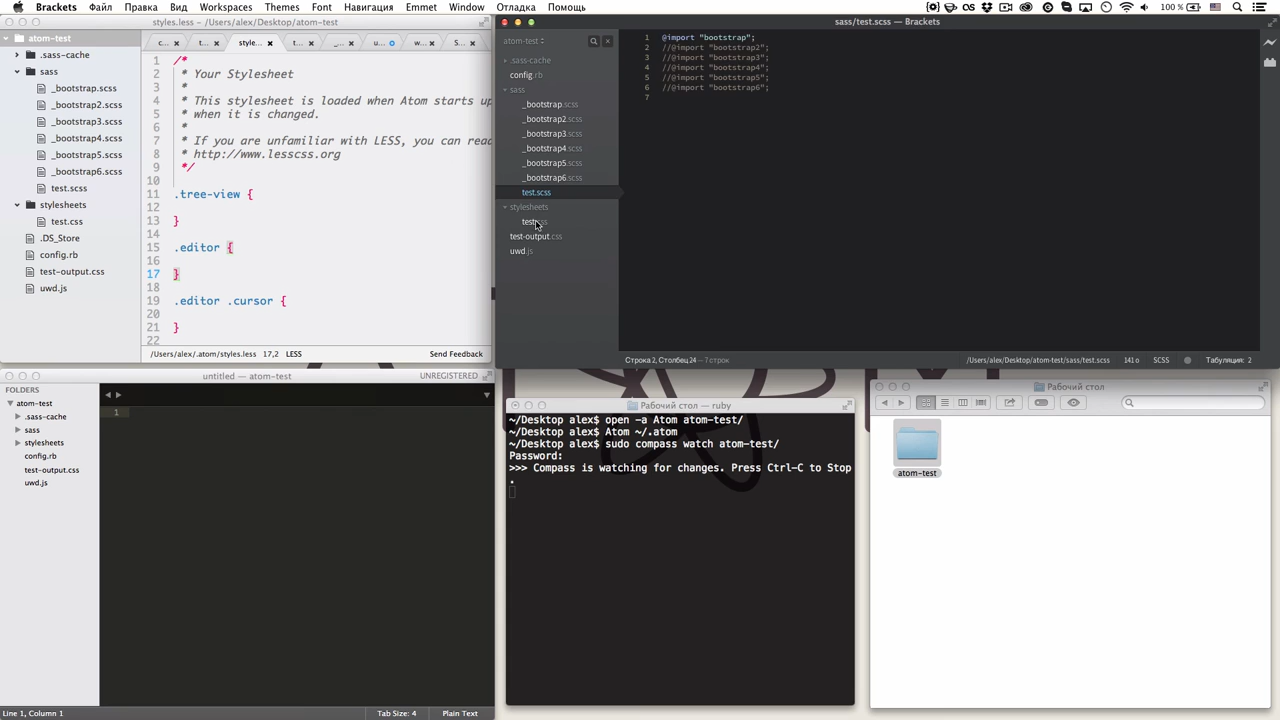 Brackets Файл Правка Вид Workspaces Themes Font Навигация Emmet Window Отладка Помощь 100 %
styles.less - /Users/alex/Desktop/atom-test
atom-test
.sass-cache
sass
_bootstrap.scss
_bootstrap2.scss
_bootstrap3.scss
_bootstrap4.scss
_bootstrap5.scss
_bootstrap6.scss
test.scss
stylesheets
test.css
.DS_Store
config.rb
test-output.css
uwd.js
c... t... style... t... _... u... w... S...
1 /*
2 * Your Stylesheet
3 *
4 * This stylesheet is loaded when Atom starts up
5 * when it is changed.
6 *
7 * If you are unfamiliar with LESS, you can read
8 * http://www.lesscss.org
9 */
10
11 .tree-view {
12
13 }
14
15 .editor {
16
17 }
18
19 .editor .cursor {
20
21 }
22
/Users/alex/.atom/styles.less 17,2 LESS Send Feedback
sass/test.scss — Brackets
atom-test
.sass-cache
config.rb
sass
_bootstrap.scss
_bootstrap2.scss
_bootstrap3.scss
_bootstrap4.scss
_bootstrap5.scss
_bootstrap6.scss
test.scss
stylesheets
test.css
test-output.css
uwd.js
1 @import "bootstrap";
2 //@import "bootstrap2";
3 //@import "bootstrap3";
4 //@import "bootstrap4";
5 //@import "bootstrap5";
6 //@import "bootstrap6";
7
Строка 2, Столбец 24 — 7 строк /Users/alex/Desktop/atom-test/sass/test.scss 141 о SCSS Табуляция: 2
untitled — atom-test UNREGISTERED
FOLDERS
atom-test
.sass-cache
sass
stylesheets
config.rb
test-output.css
uwd.js
1
Line 1, Column 1 Tab Size: 4 Plain Text
Рабочий стол — ruby
~/Desktop alex$ open -a Atom atom-test/
~/Desktop alex$ Atom ~/.atom
~/Desktop alex$ sudo compass watch atom-test/
Password:
>>> Compass is watching for changes. Press Ctrl-C to Stop
.
Рабочий стол
atom-test